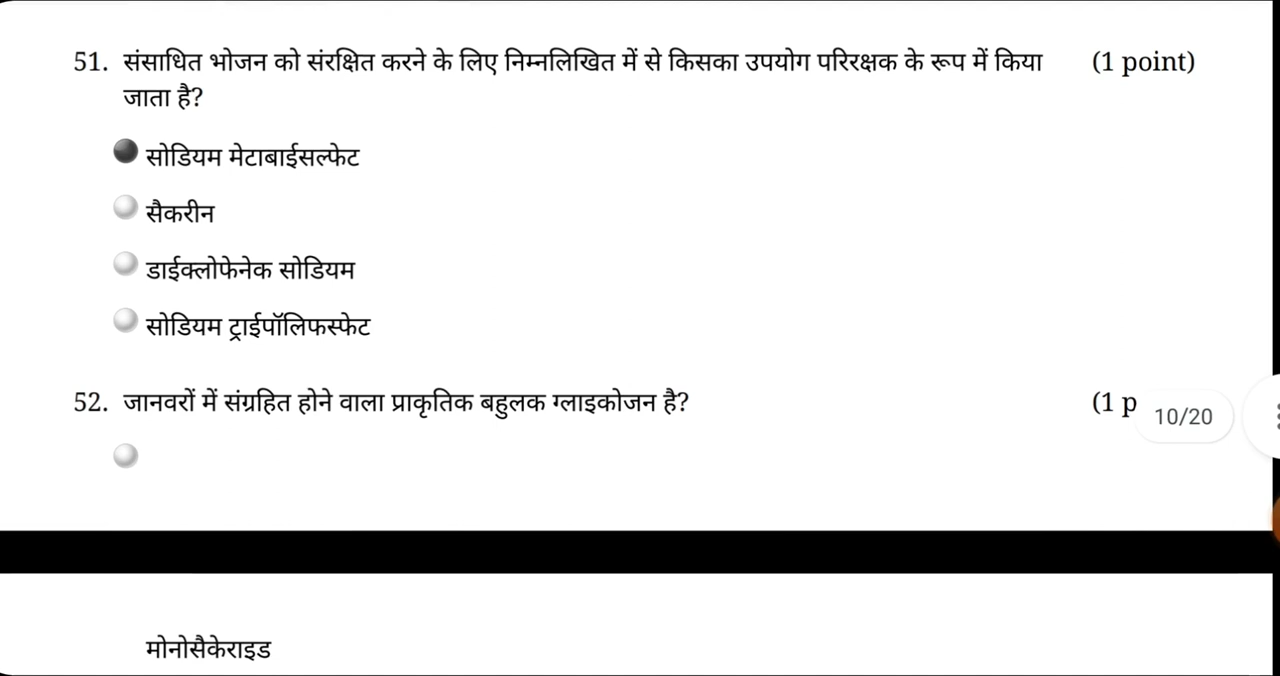 51. संसाधित भोजन को संरक्षित करने के लिए निम्नलिखित में से किसका उपयोग परिरक्षक के रूप में किया (1 point)
जाता है?
सोडियम मेटाबाईसल्फेट
सैकरीन
डाईक्लोफेनेक सोडियम
सोडियम ट्राईपॉलिफस्फेट
52. जानवरों में संग्रहित होने वाला प्राकृतिक बहुलक ग्लाइकोजन है? (1 p
10/20
मोनोसैकेराइड